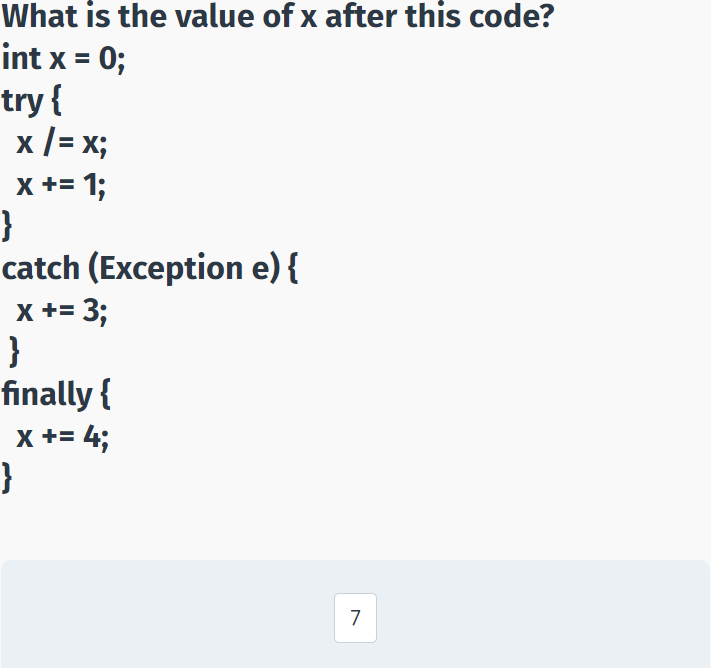 What is the value of x after this code?
int x = 0;
try {
  x /= x;
  x += 1;
}
catch (Exception e) {
  x += 3;
 }
finally {
  x += 4;
}
7